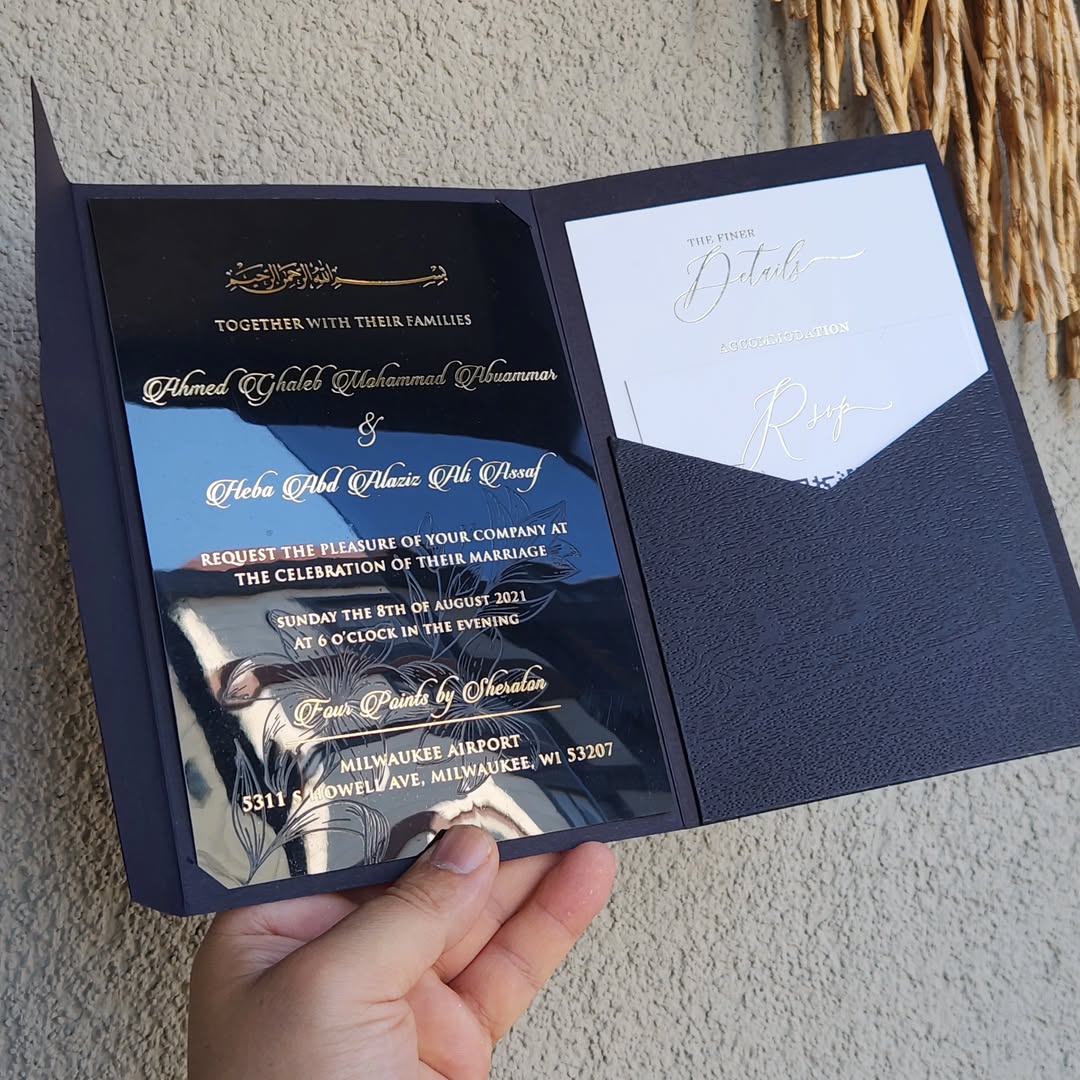 بسم الله الرحمن الرحيم
TOGETHER WITH THEIR FAMILIES
Ahmed Ghaleb Mohammad Abuammar
&
Heba Abd Alaziz Ali Assaf
REQUEST THE PLEASURE OF YOUR COMPANY AT
THE CELEBRATION OF THEIR MARRIAGE
SUNDAY THE 8TH OF AUGUST 2021
AT 6 O'CLOCK IN THE EVENING
Four Points by Sheraton
MILWAUKEE AIRPORT
5311 S HOWELL AVE, MILWAUKEE, WI 53207
THE FINER
Details
ACCOMMODATION
Rsvp